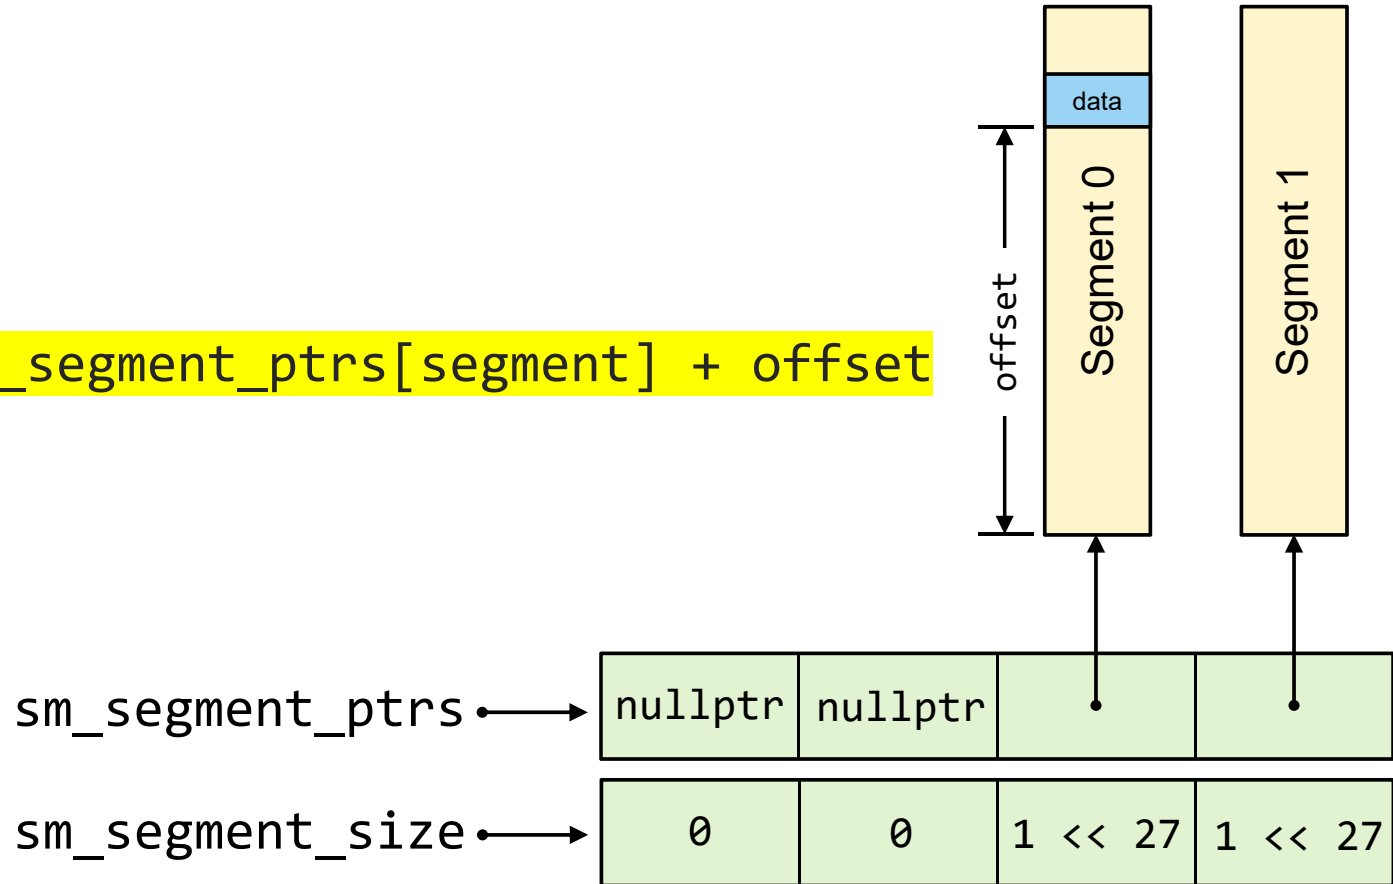 data
Segment 0
Segment 1
offset
_segment_ptrs[segment] + offset
sm_segment_ptrs
nullptr
nullptr
sm_segment_size
0
0
1 << 27
1 << 27